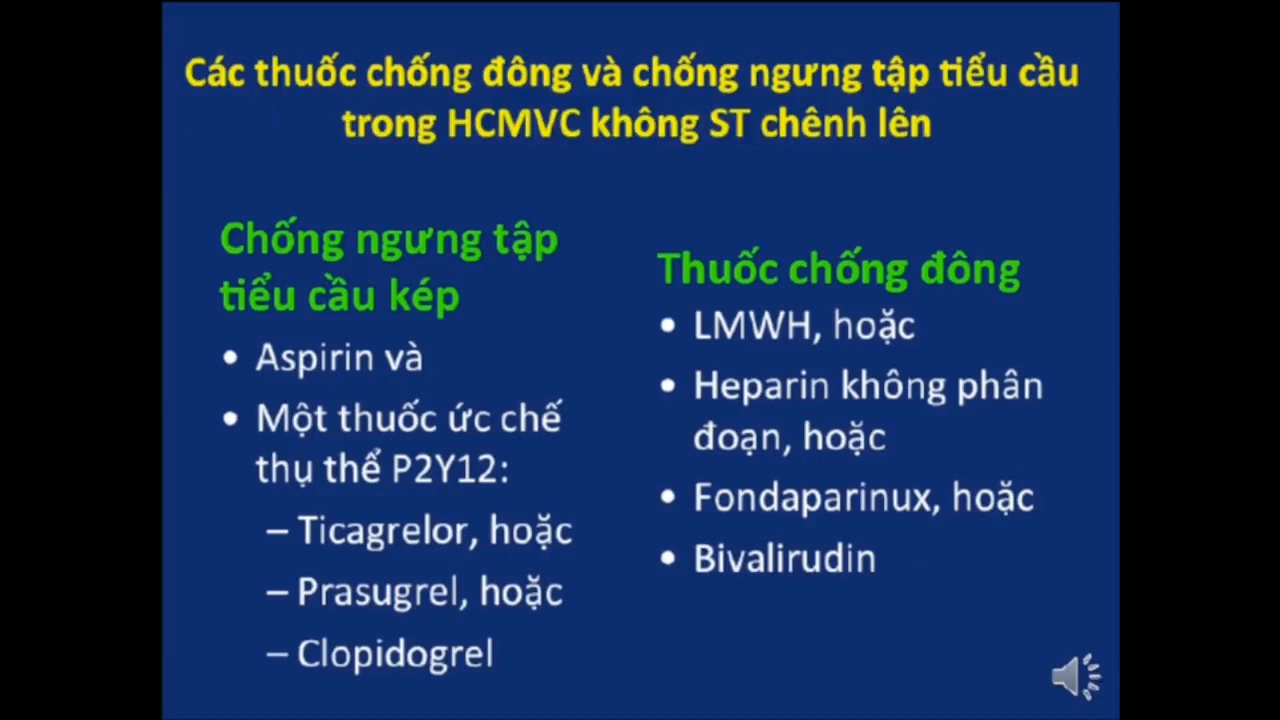 Các thuốc chống đông và chống ngưng tập tiểu cầu
trong HCMVC không ST chênh lên
Chống ngưng tập
tiểu cầu kép
• Aspirin và
• Một thuốc ức chế
thụ thể P2Y12:
– Ticagrelor, hoặc
– Prasugrel, hoặc
– Clopidogrel
Thuốc chống đông
• LMWH, hoặc
• Heparin không phân
đoạn, hoặc
• Fondaparinux, hoặc
• Bivalirudin